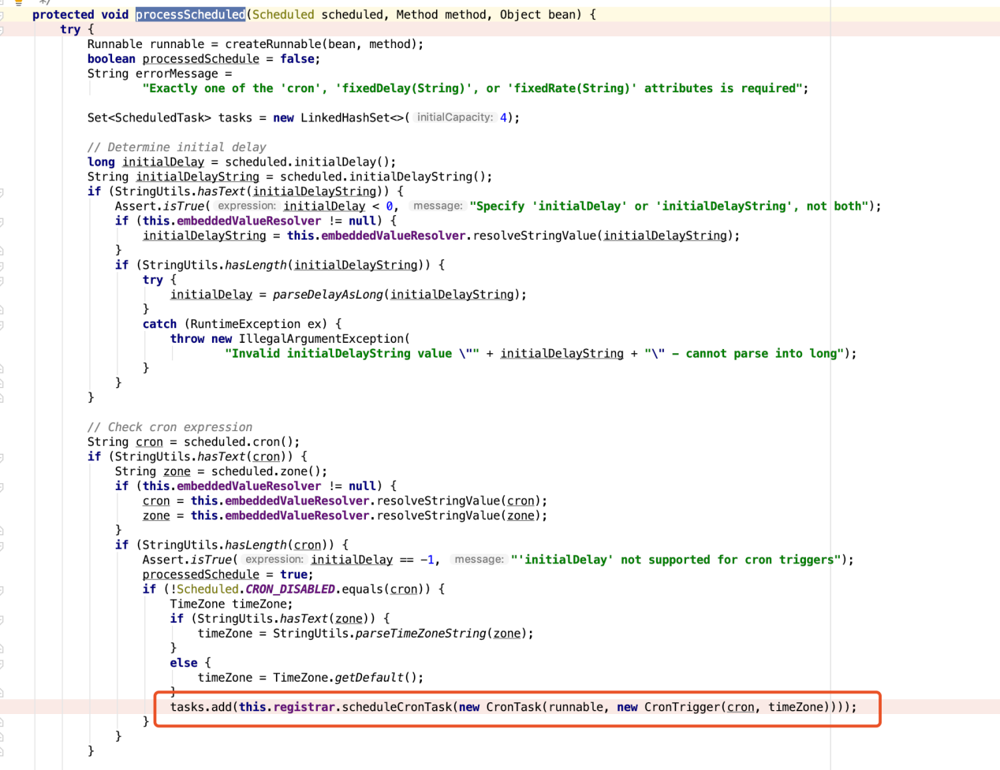 */
protected void processScheduled(Scheduled scheduled, Method method, Object bean) {
try {
Runnable runnable = createRunnable(bean, method);
boolean processedSchedule = false;
String errorMessage =
"Exactly one of the 'cron', 'fixedDelay(String)', or 'fixedRate(String)' attributes is required";
Set<ScheduledTask> tasks = new LinkedHashSet<>( initialCapacity: 4);
// Determine initial delay
long initialDelay = scheduled.initialDelay();
String initialDelayString = scheduled.initialDelayString();
if (StringUtils.hasText(initialDelayString)) {
Assert.isTrue( expression: initialDelay < 0, message: "Specify 'initialDelay' or 'initialDelayString', not both");
if (this.embeddedValueResolver != null) {
initialDelayString = this.embeddedValueResolver.resolveStringValue(initialDelayString);
}
if (StringUtils.hasLength(initialDelayString)) {
try {
initialDelay = parseDelayAsLong(initialDelayString);
}
catch (RuntimeException ex) {
throw new IllegalArgumentException(
"Invalid initialDelayString value \"" + initialDelayString + "\" - cannot parse into long");
}
}
}
// Check cron expression
String cron = scheduled.cron();
if (StringUtils.hasText(cron)) {
String zone = scheduled.zone();
if (this.embeddedValueResolver != null) {
cron = this.embeddedValueResolver.resolveStringValue(cron);
zone = this.embeddedValueResolver.resolveStringValue(zone);
}
if (StringUtils.hasLength(cron)) {
Assert.isTrue( expression: initialDelay == -1, message: "'initialDelay' not supported for cron triggers");
processedSchedule = true;
if (!Scheduled.CRON_DISABLED.equals(cron)) {
TimeZone timeZone;
if (StringUtils.hasText(zone)) {
timeZone = StringUtils.parseTimeZoneString(zone);
}
else {
timeZone = TimeZone.getDefault();
}
tasks.add(this.registrar.scheduleCronTask(new CronTask(runnable, new CronTrigger(cron, timeZone))));
}
}
}